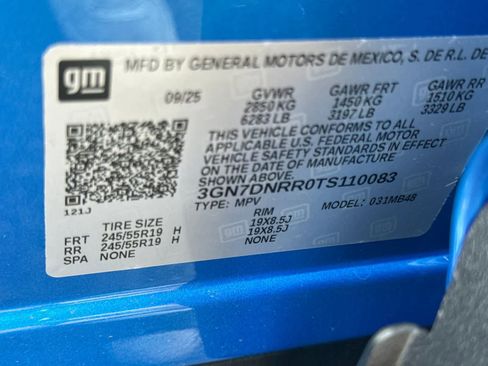 gm
MFD BY GENERAL MOTORS DE MEXICO, S. DE R.L. DE
09/25 GVWR GAWR FRT GAWR RR
2850 KG 1450 KG 1510 KG
6283 LB 3197 LB 3329 LB
THIS VEHICLE CONFORMS TO ALL
APPLICABLE U.S. FEDERAL MOTOR
VEHICLE SAFETY STANDARDS IN EFFECT
ON THE DATE OF MANUFACTURE
SHOWN ABOVE.
3GN7DNRR0TS110083
121J TYPE: MPV MODEL: 031MB48
TIRE SIZE RIM
FRT 245/55R19 H 19X8.5J
RR 245/55R19 H 19X8.5J
SPA NONE NONE